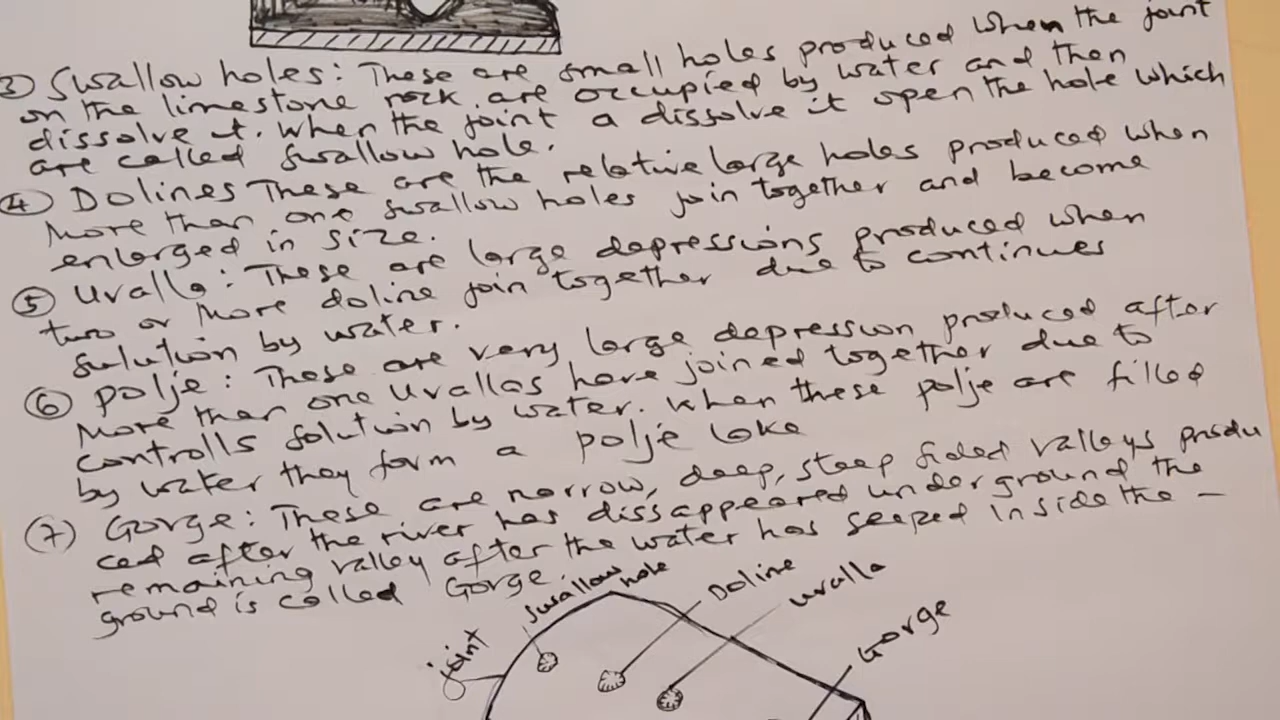 3) Swallow holes: These are small holes produced when the joint
on the limestone rock are occupied by water and then
dissolve it. when the joint a dissolve it open the hole which
are called swallow hole.
4) Dolines These are the relative large holes produced when
More than one swallow holes join together and become
enlarged in size.
5) Uvalla: These are large depressions produced when
two or more doline join together due to continues
solution by water.
6) polje: These are very large depression produced after
More than one Uvallas have joined together due to
controlls solution by water. when these polje are filled
by water they form a polje lake
(7) Gorge: These are narrow, deep, steep sided valleys produ
ced after the river has dissappeared underground the
remaining valley after the water has seeped inside the -
ground is called Gorge.
joint
Swallow hole
Doline
uvalla
Gorge